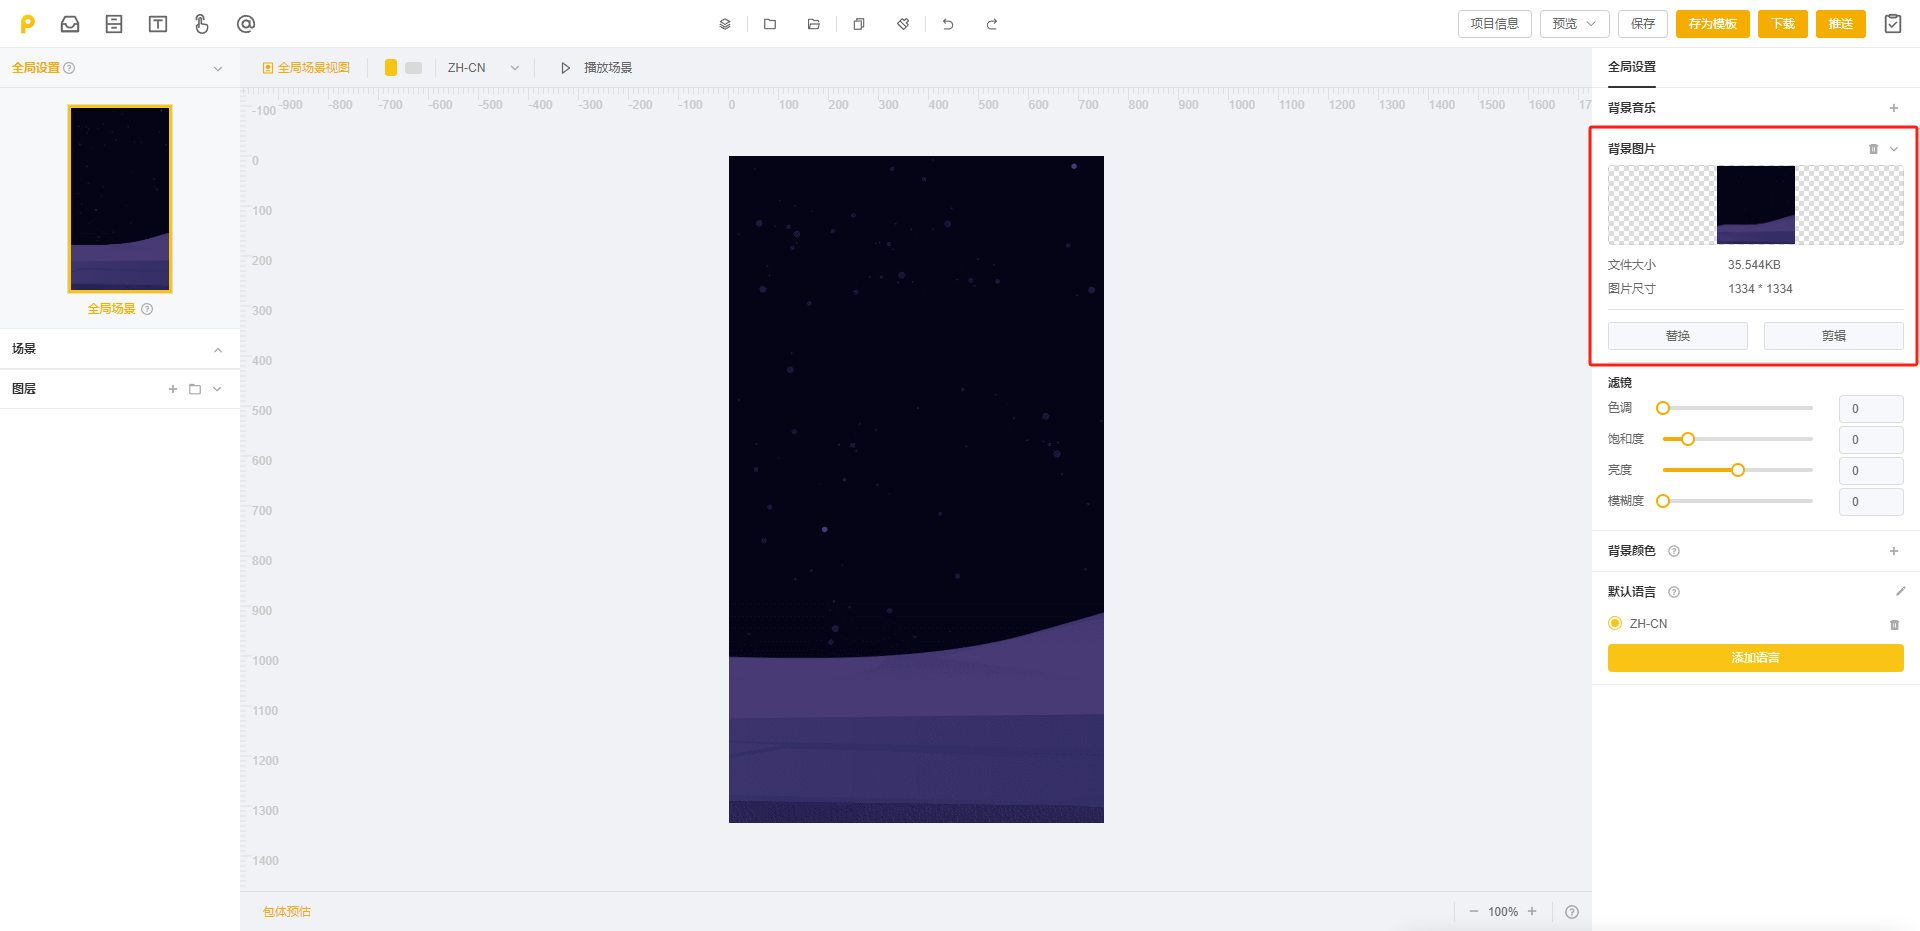 项目信息
预览
保存
存为模板
下载
推送
全局设置
全局场景
场景
图层
全局场景视图
ZH-CN
播放场景
-900 -800 -700 -600 -500 -400 -300 -200 -100 0 100 200 300 400 500 600 700 800 900 1000 1100 1200 1300 1400 1500 1600 17
-100
0
100
200
300
400
500
600
700
800
900
1000
1100
1200
1300
1400
包体预估
100%
全局设置
背景音乐
背景图片
文件大小 35.544KB
图片尺寸 1334 * 1334
替换 剪辑
滤镜
色调 0
饱和度 0
亮度 0
模糊度 0
背景颜色
默认语言
ZH-CN
添加语言